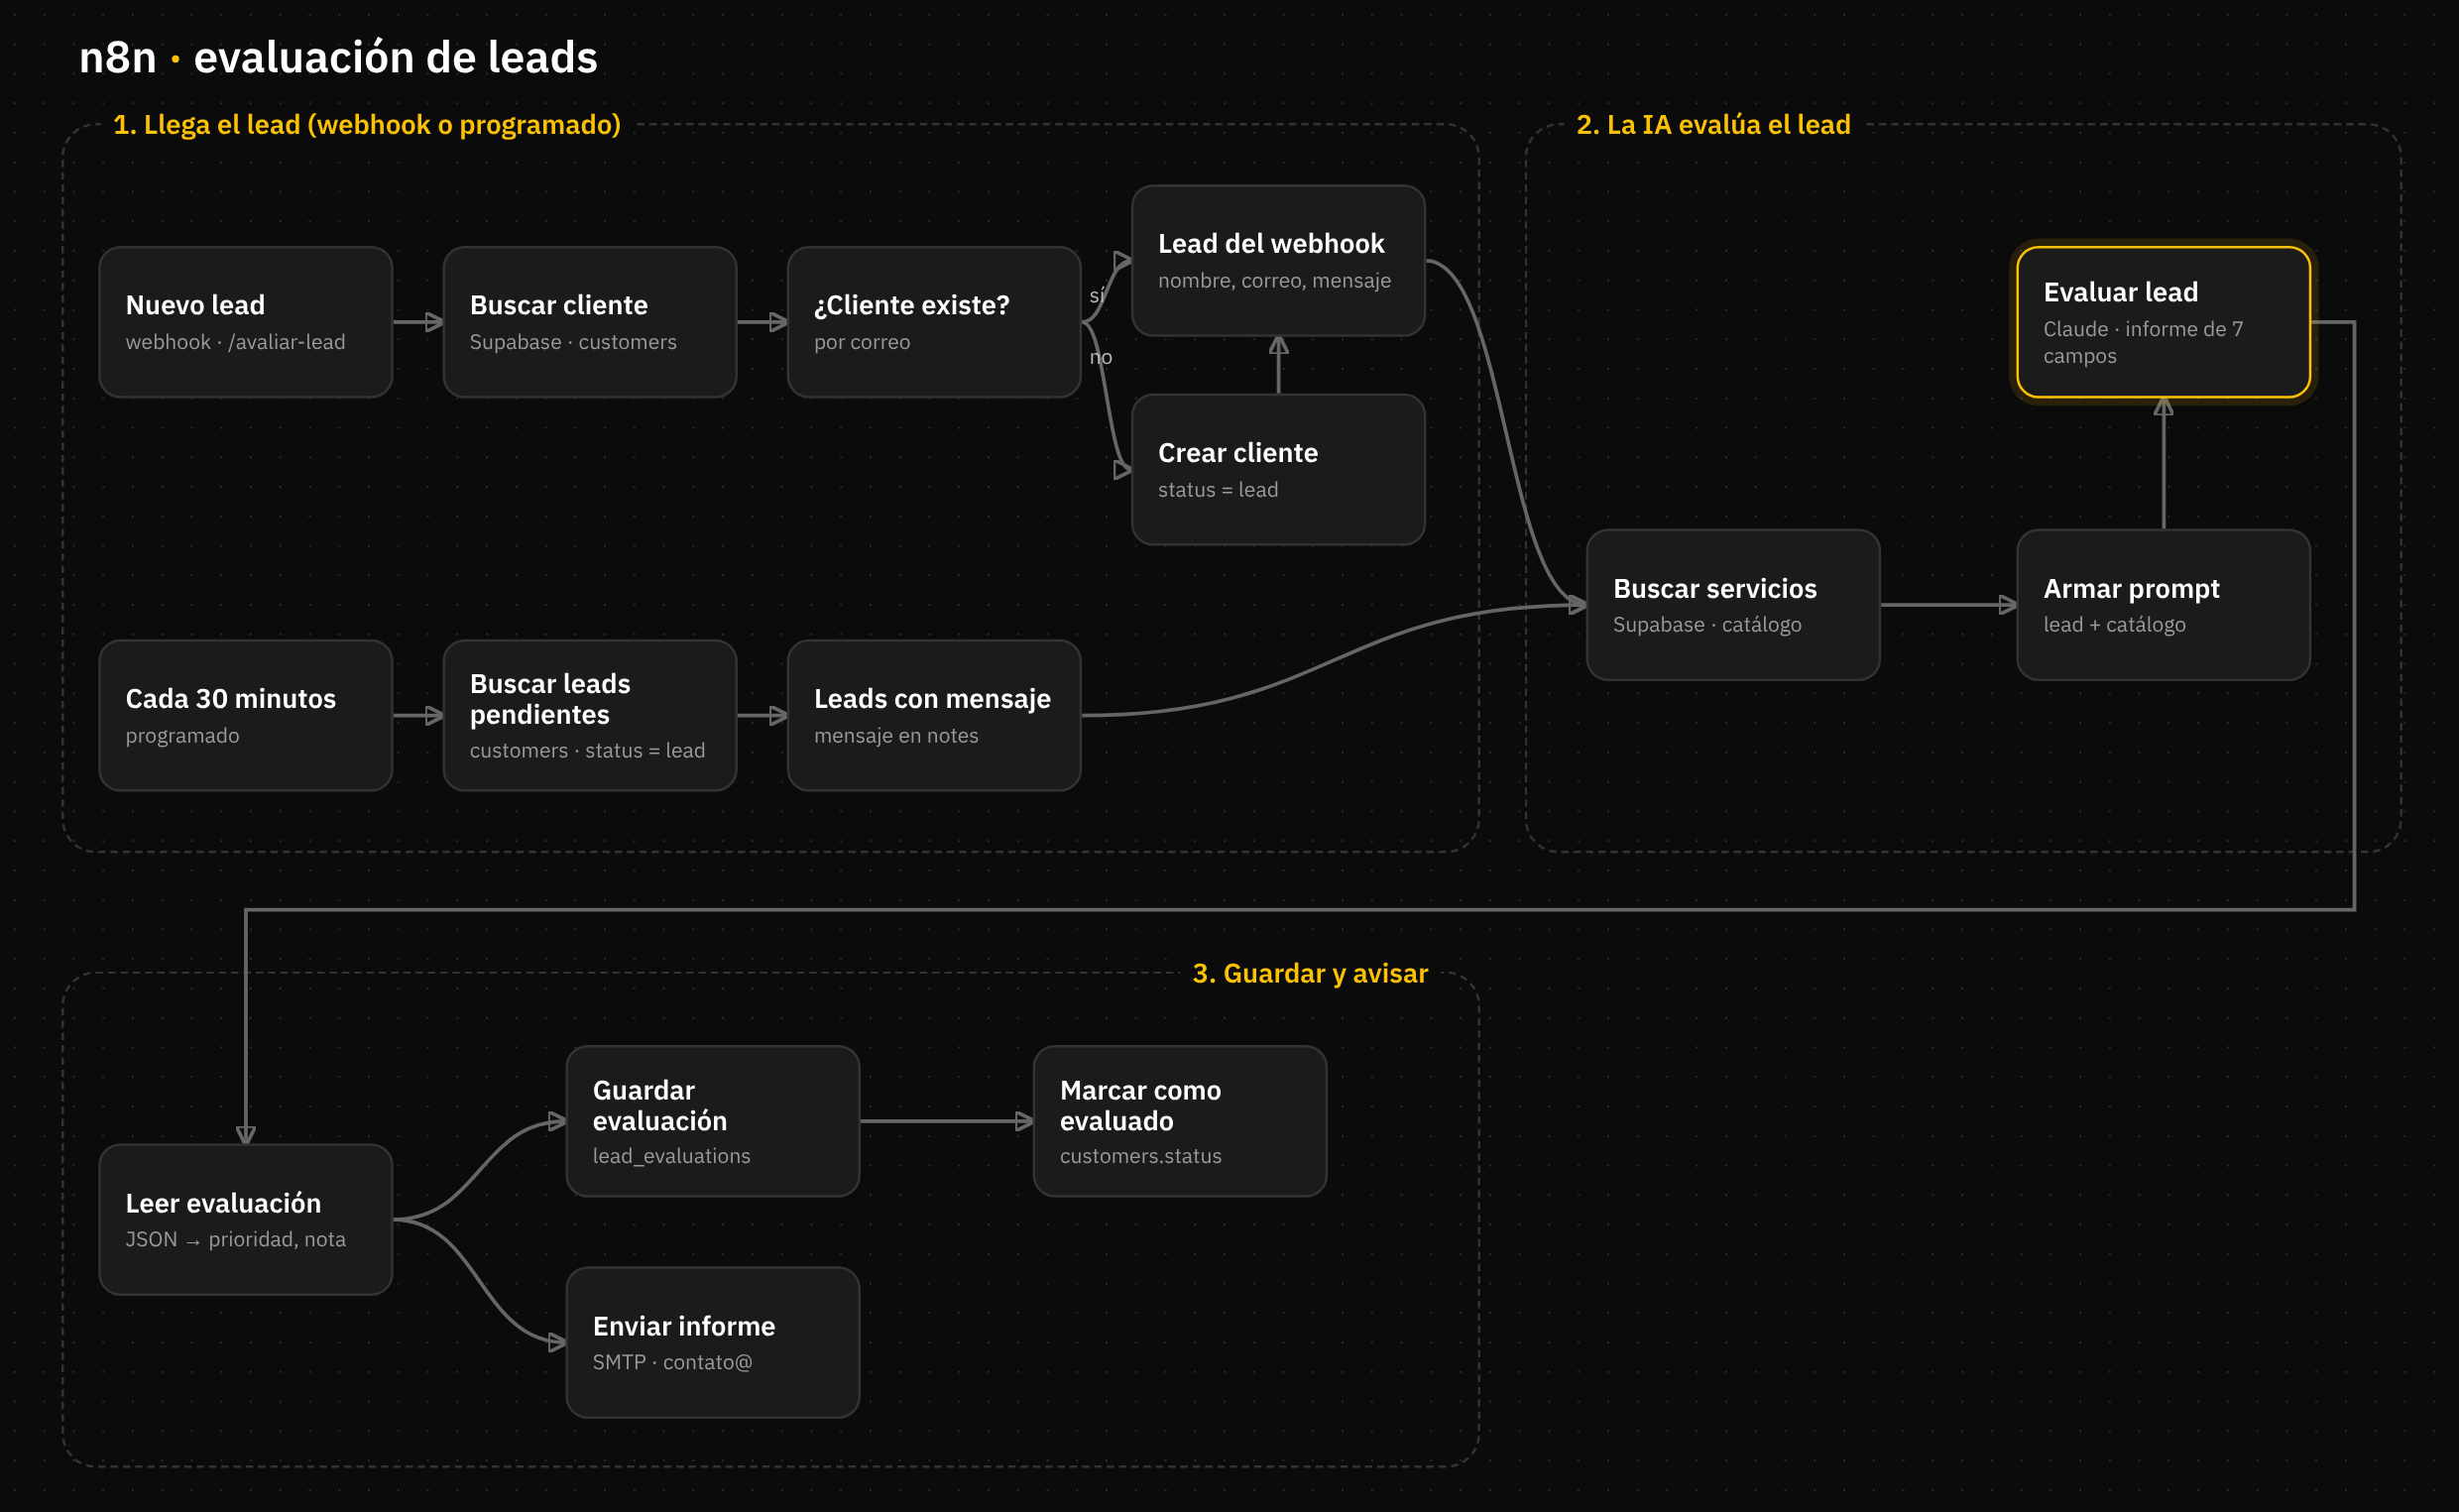 n8n · evaluación de leads
1. Llega el lead (webhook o programado)
Nuevo lead
webhook · /avaliar-lead
Buscar cliente
Supabase · customers
¿Cliente existe?
por correo
sí
no
Lead del webhook
nombre, correo, mensaje
Crear cliente
status = lead
Cada 30 minutos
programado
Buscar leads
pendientes
customers · status = lead
Leads con mensaje
mensaje en notes
2. La IA evalúa el lead
Buscar servicios
Supabase · catálogo
Armar prompt
lead + catálogo
Evaluar lead
Claude · informe de 7
campos
3. Guardar y avisar
Leer evaluación
JSON → prioridad, nota
Guardar
evaluación
lead_evaluations
Marcar como
evaluado
customers.status
Enviar informe
SMTP · contato@